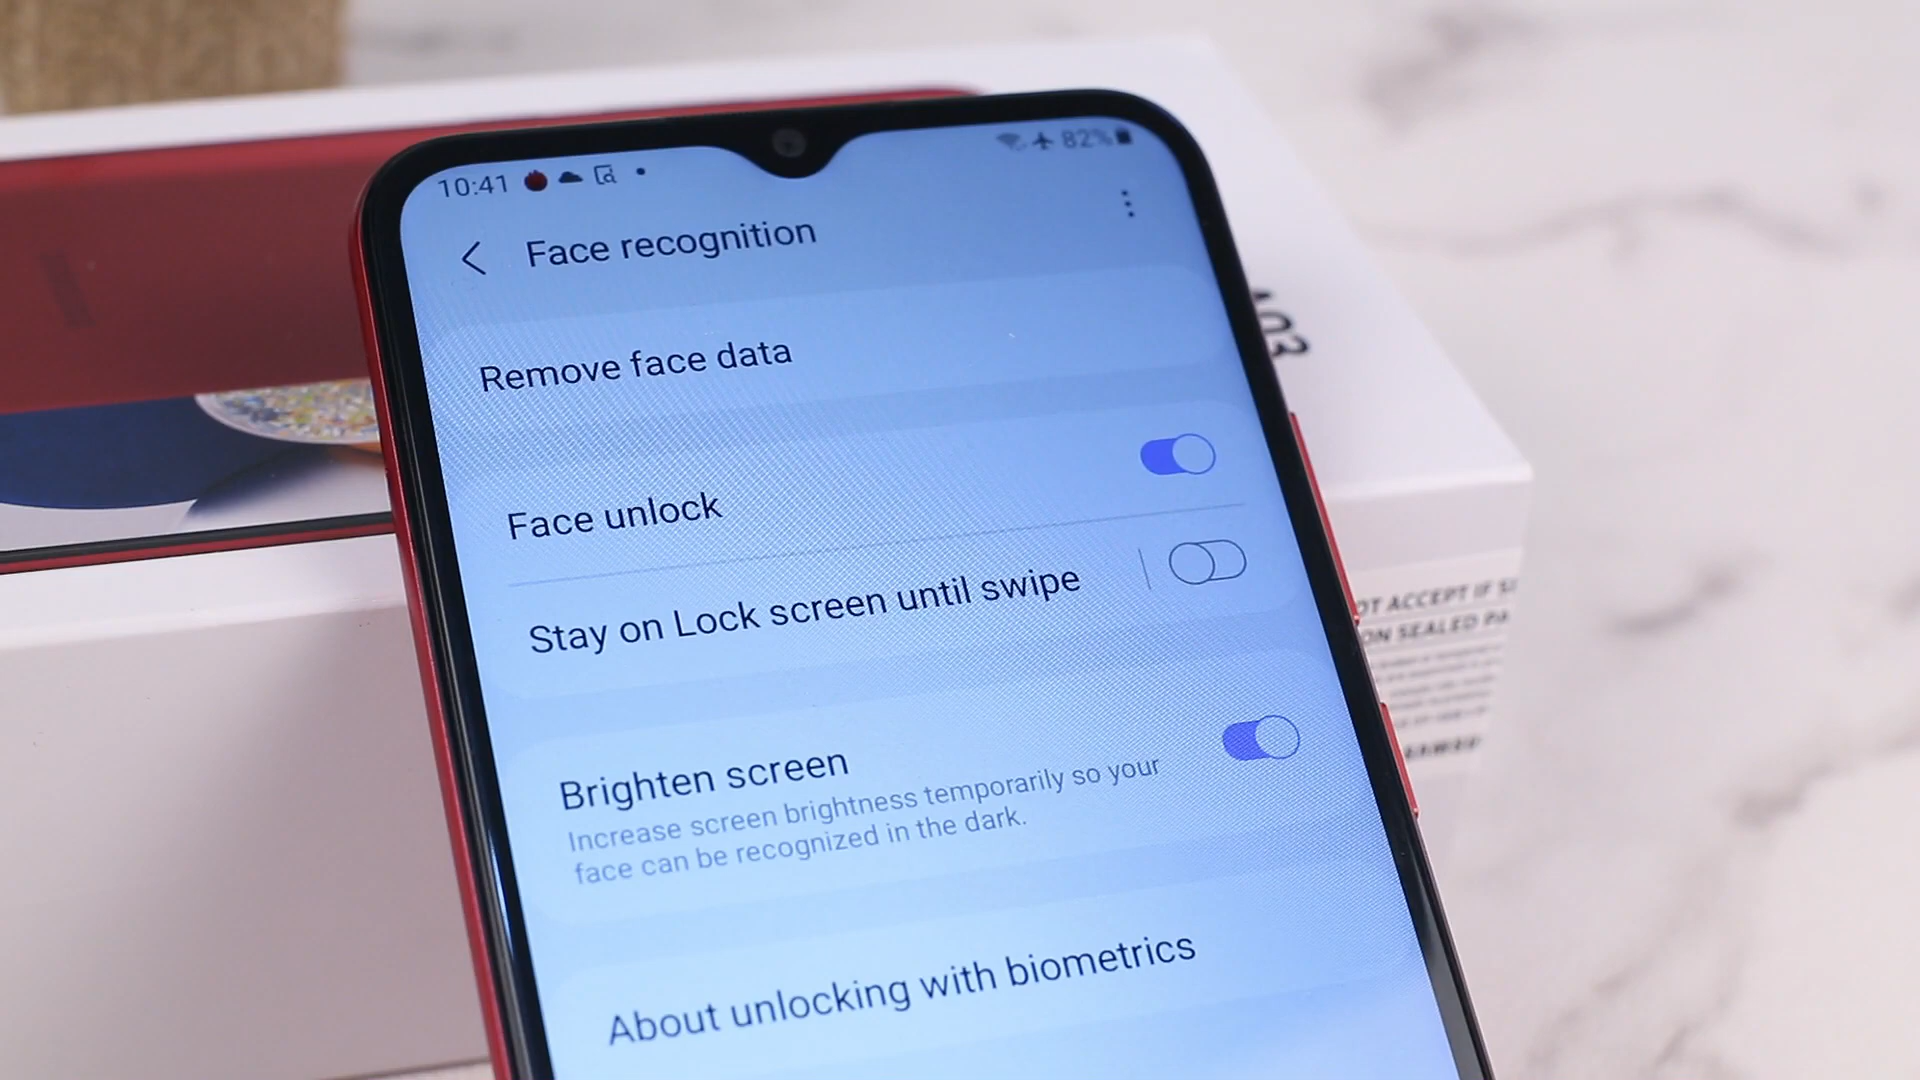 10:41
82%
Face recognition
Remove face data
Face unlock
Stay on Lock screen until swipe
Brighten screen
Increase screen brightness temporarily so your
face can be recognized in the dark.
About unlocking with biometrics
A03
OT ACCEPT IF
ON SEALED